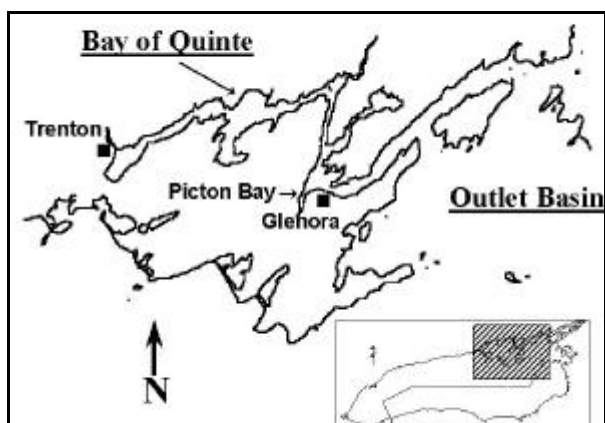 Bay of Quinte
Trenton
Picton Bay
Glenora
Outlet Basin
N